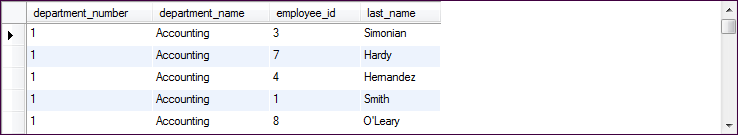 department_number department_name employee_id last_name
1 Accounting 3 Simonian
1 Accounting 7 Hardy
1 Accounting 4 Hernandez
1 Accounting 1 Smith
1 Accounting 8 O'Leary